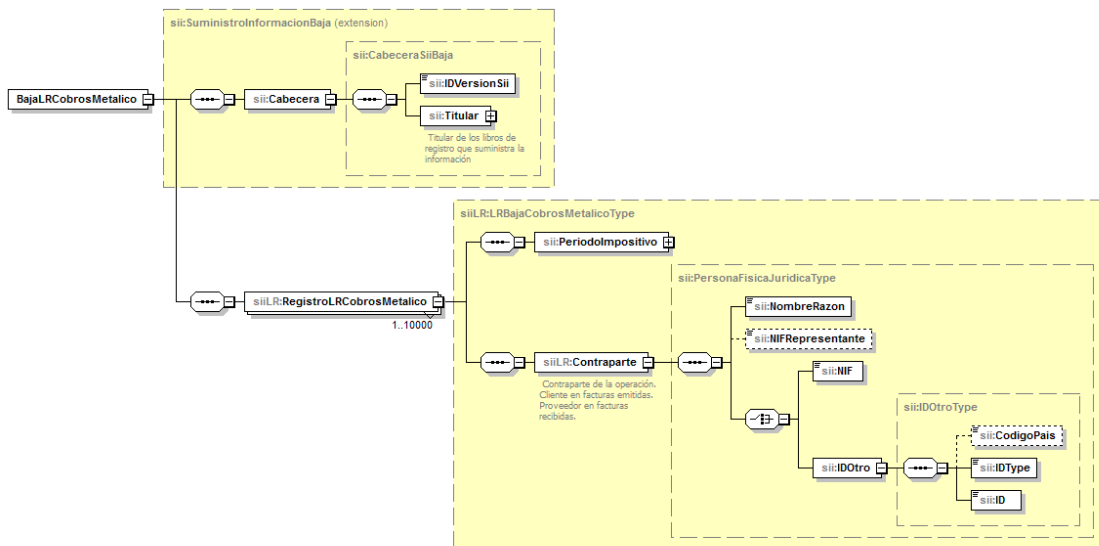 sii:SuministroInformacionBaja (extension)
sii:CabeceraSiiBaja
sii:IDVersionSii
BajaLRCobrosMetalico
sii:Cabecera
sii:Titular
Titular de los libros de
registro que suministra la
información
siiLR:LRBajaCobrosMetalicoType
sii:PeriodoImpositivo
sii:PersonaFisicaJuridicaType
siiLR:RegistroLRCobrosMetalico
1..10000
sii:NombreRazon
sii:NIFRepresentante
siiLR:Contraparte
Contraparte de la operación.
Cliente en facturas emitidas.
Proveedor en facturas
recibidas.
sii:NIF
sii:IDOtroType
sii:CodigoPais
sii:IDOtro
sii:IDType
sii:ID